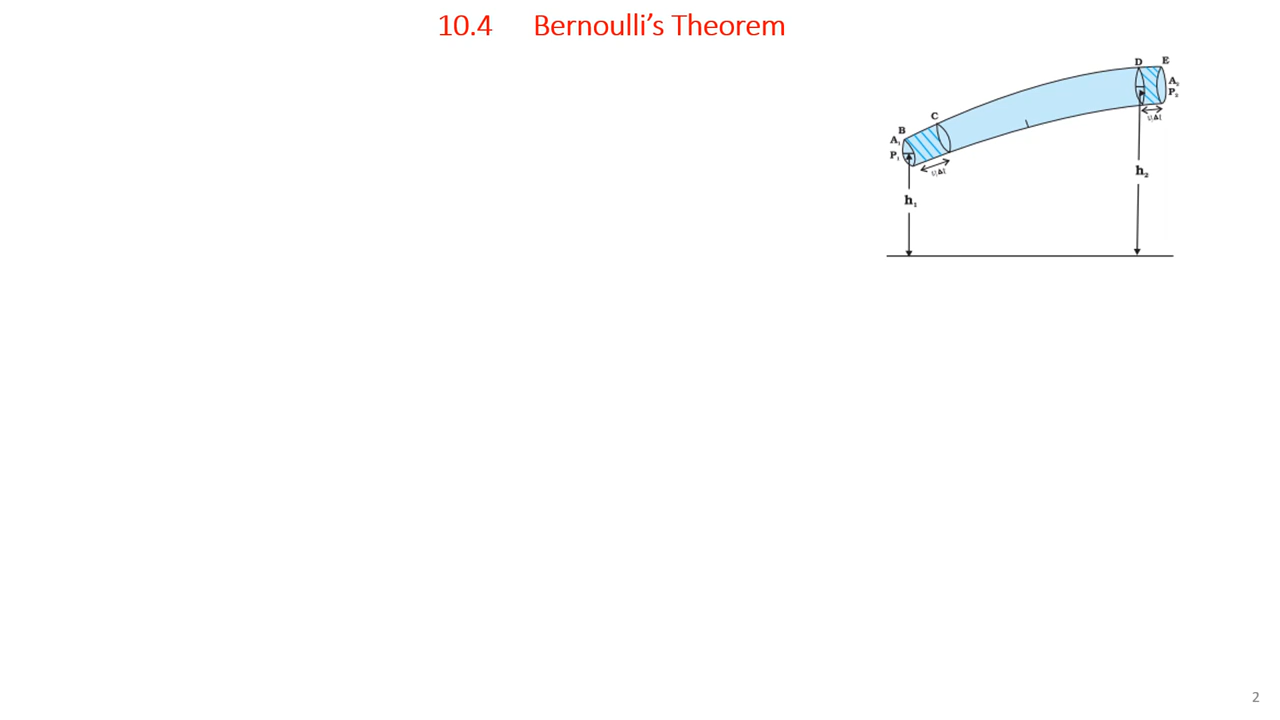 10.4 Bernoulli's Theorem
D E
A₂
P₂
C
B
A₁
P₁
h₂
h₁
2